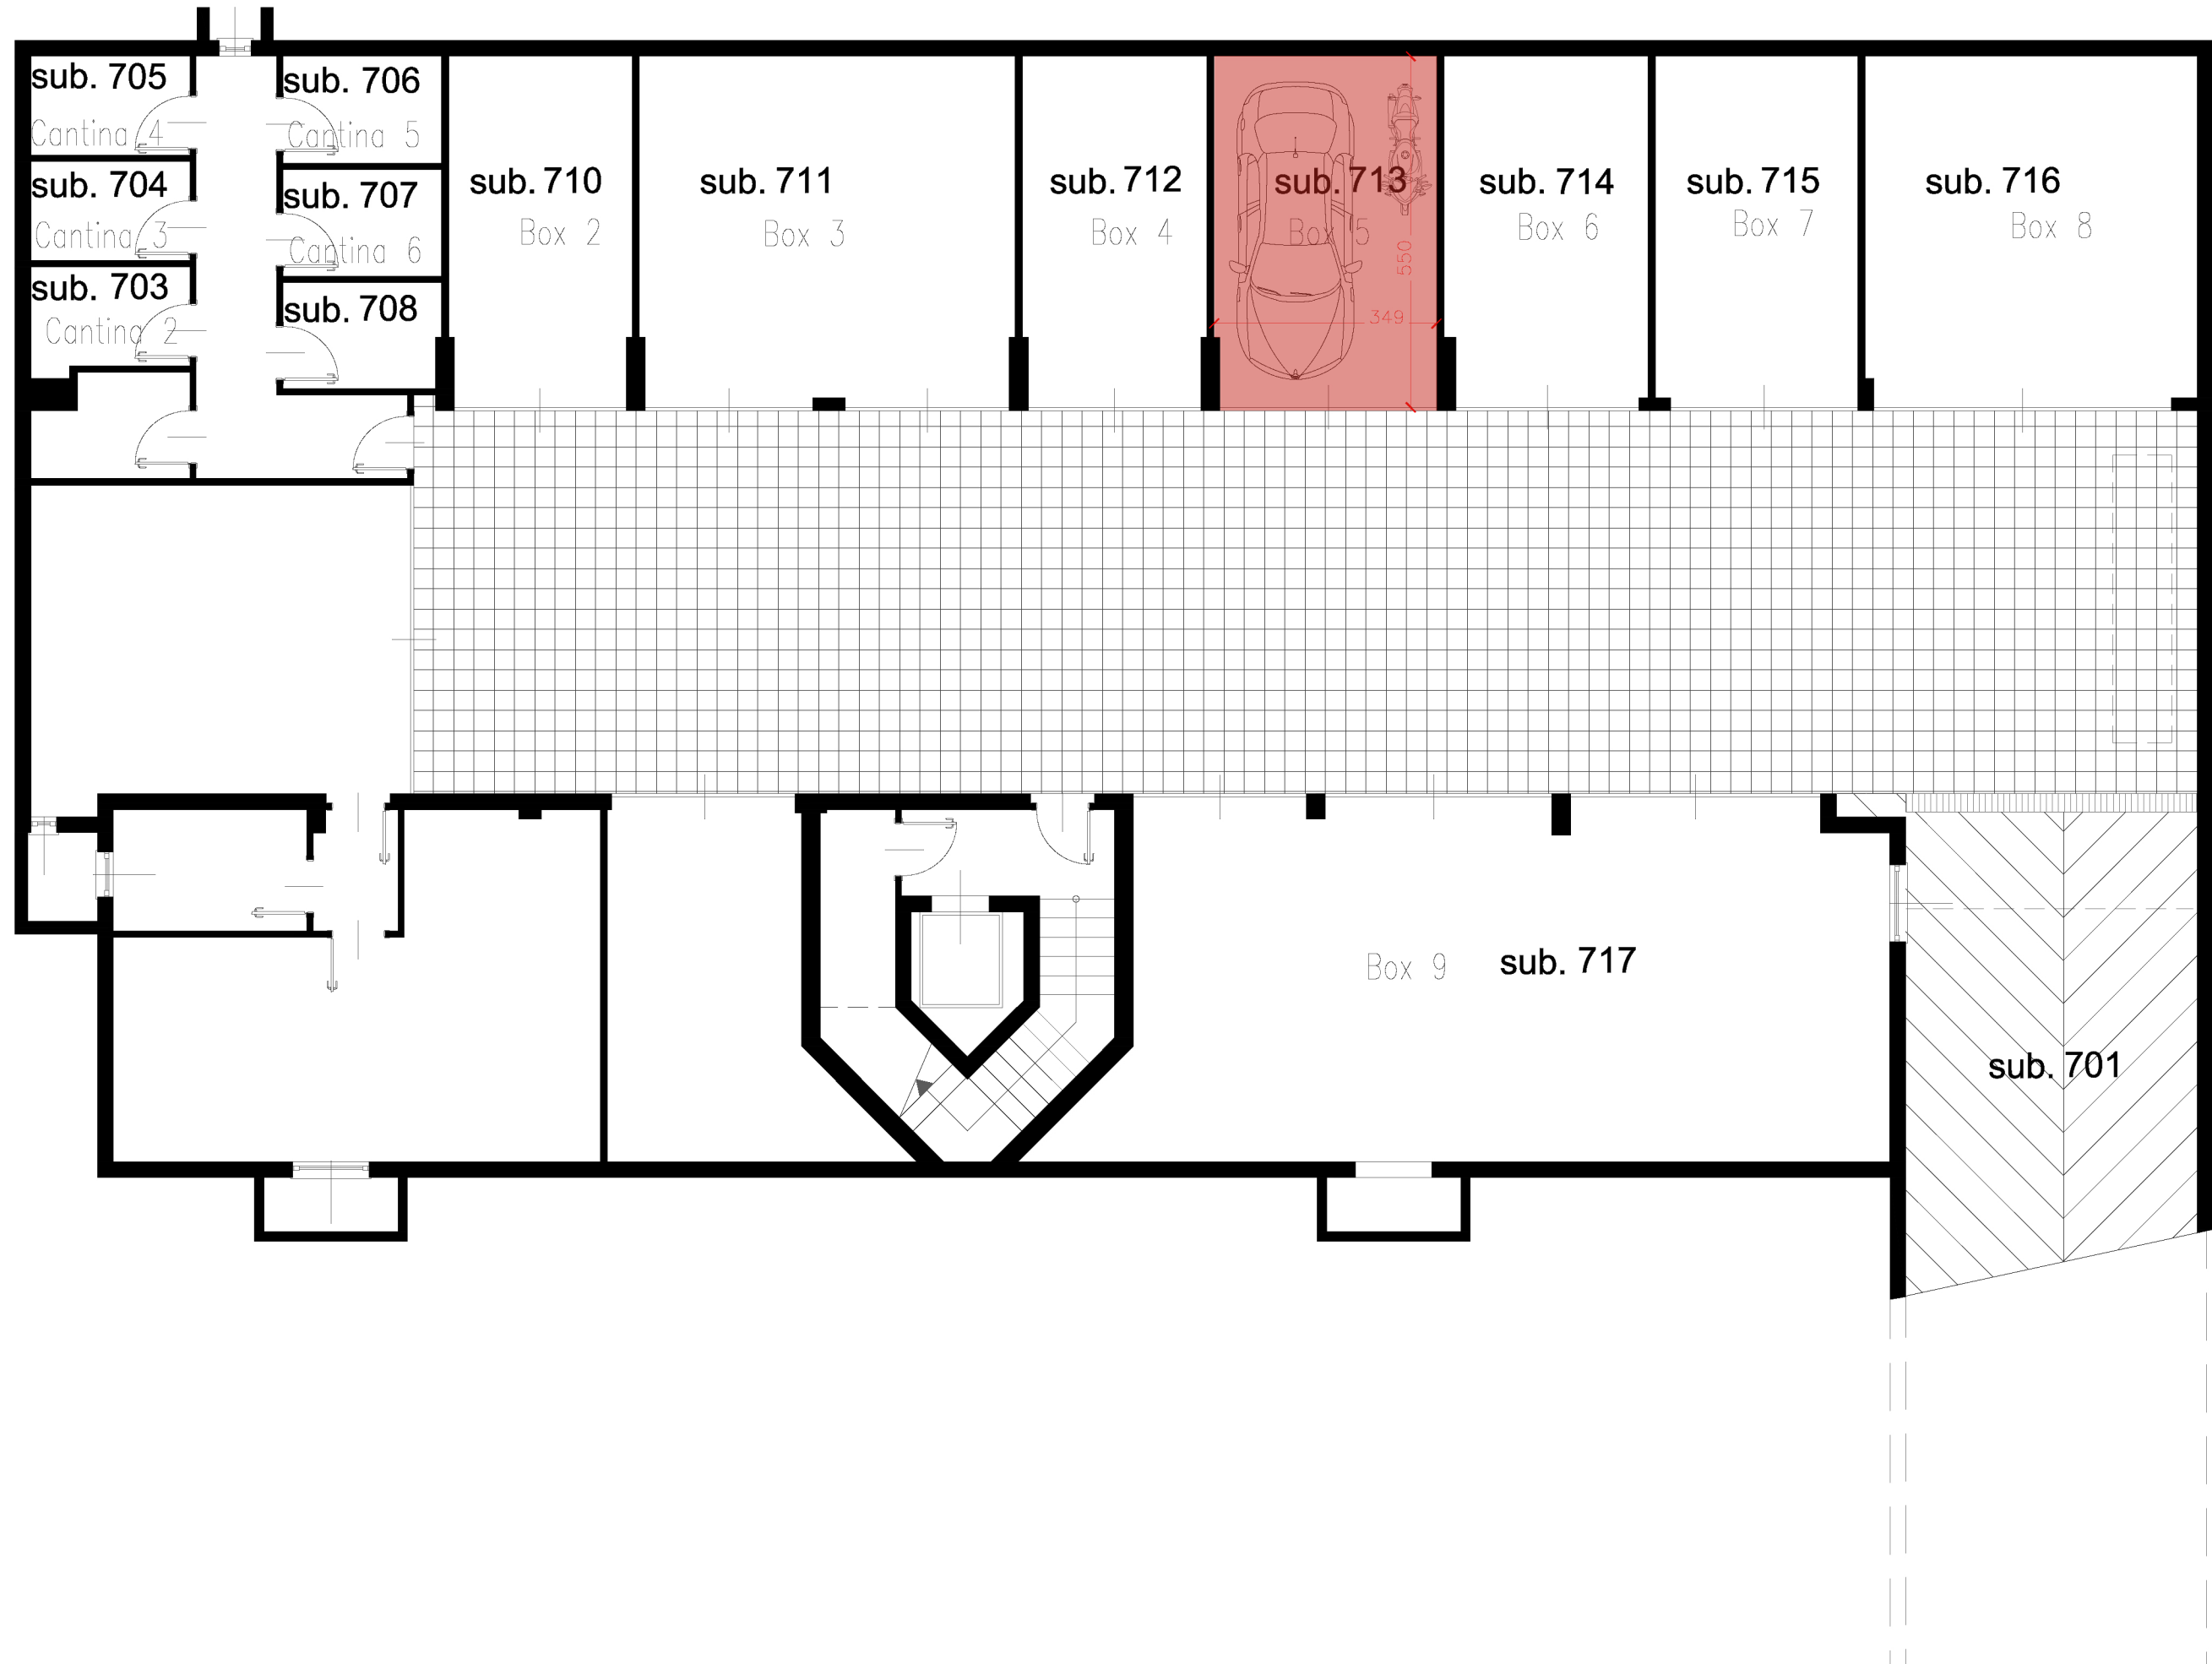 sub. 705
Cantina 4
sub. 706
Cantina 5
sub. 704
Cantina 3
sub. 707
Cantina 6
sub. 703
Cantina 2
sub. 708
sub. 710
Box 2
sub. 711
Box 3
sub. 712
Box 4
sub. 713
Box 5
550
349
sub. 714
Box 6
sub. 715
Box 7
sub. 716
Box 8
Box 9
sub. 717
sub. 701